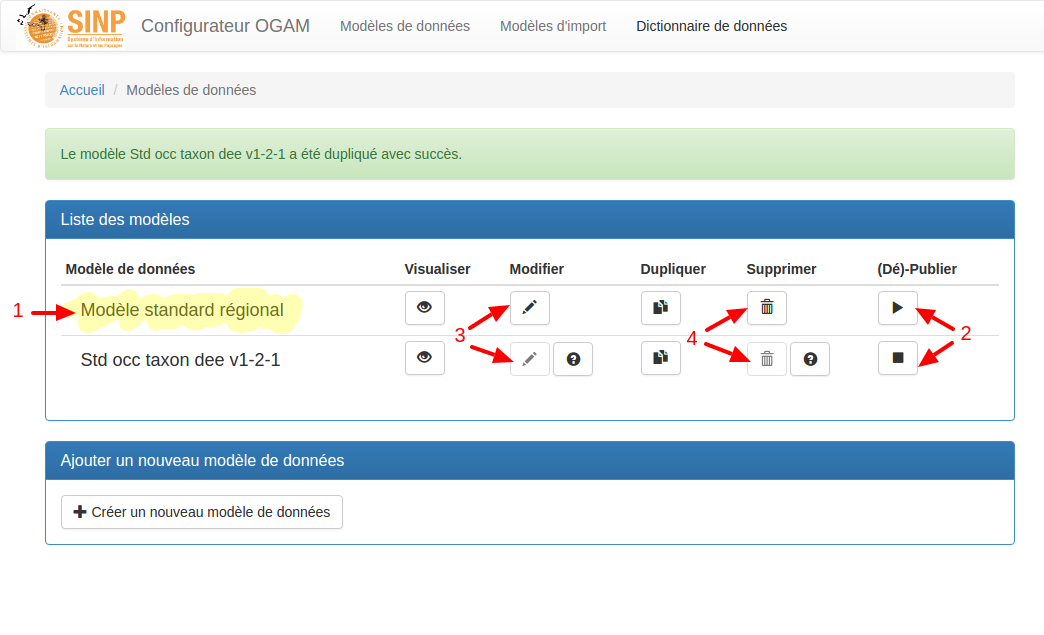 SINP
Système d'Information
sur la Nature et les Paysages
Configurateur OGAM
Modèles de données
Modèles d'import
Dictionnaire de données
Accueil / Modèles de données
Le modèle Std occ taxon dee v1-2-1 a été dupliqué avec succès.
Liste des modèles
Modèle de données Visualiser Modifier Dupliquer Supprimer (Dé)-Publier
1 Modèle standard régional
3 4 2
Std occ taxon dee v1-2-1
Ajouter un nouveau modèle de données
Créer un nouveau modèle de données